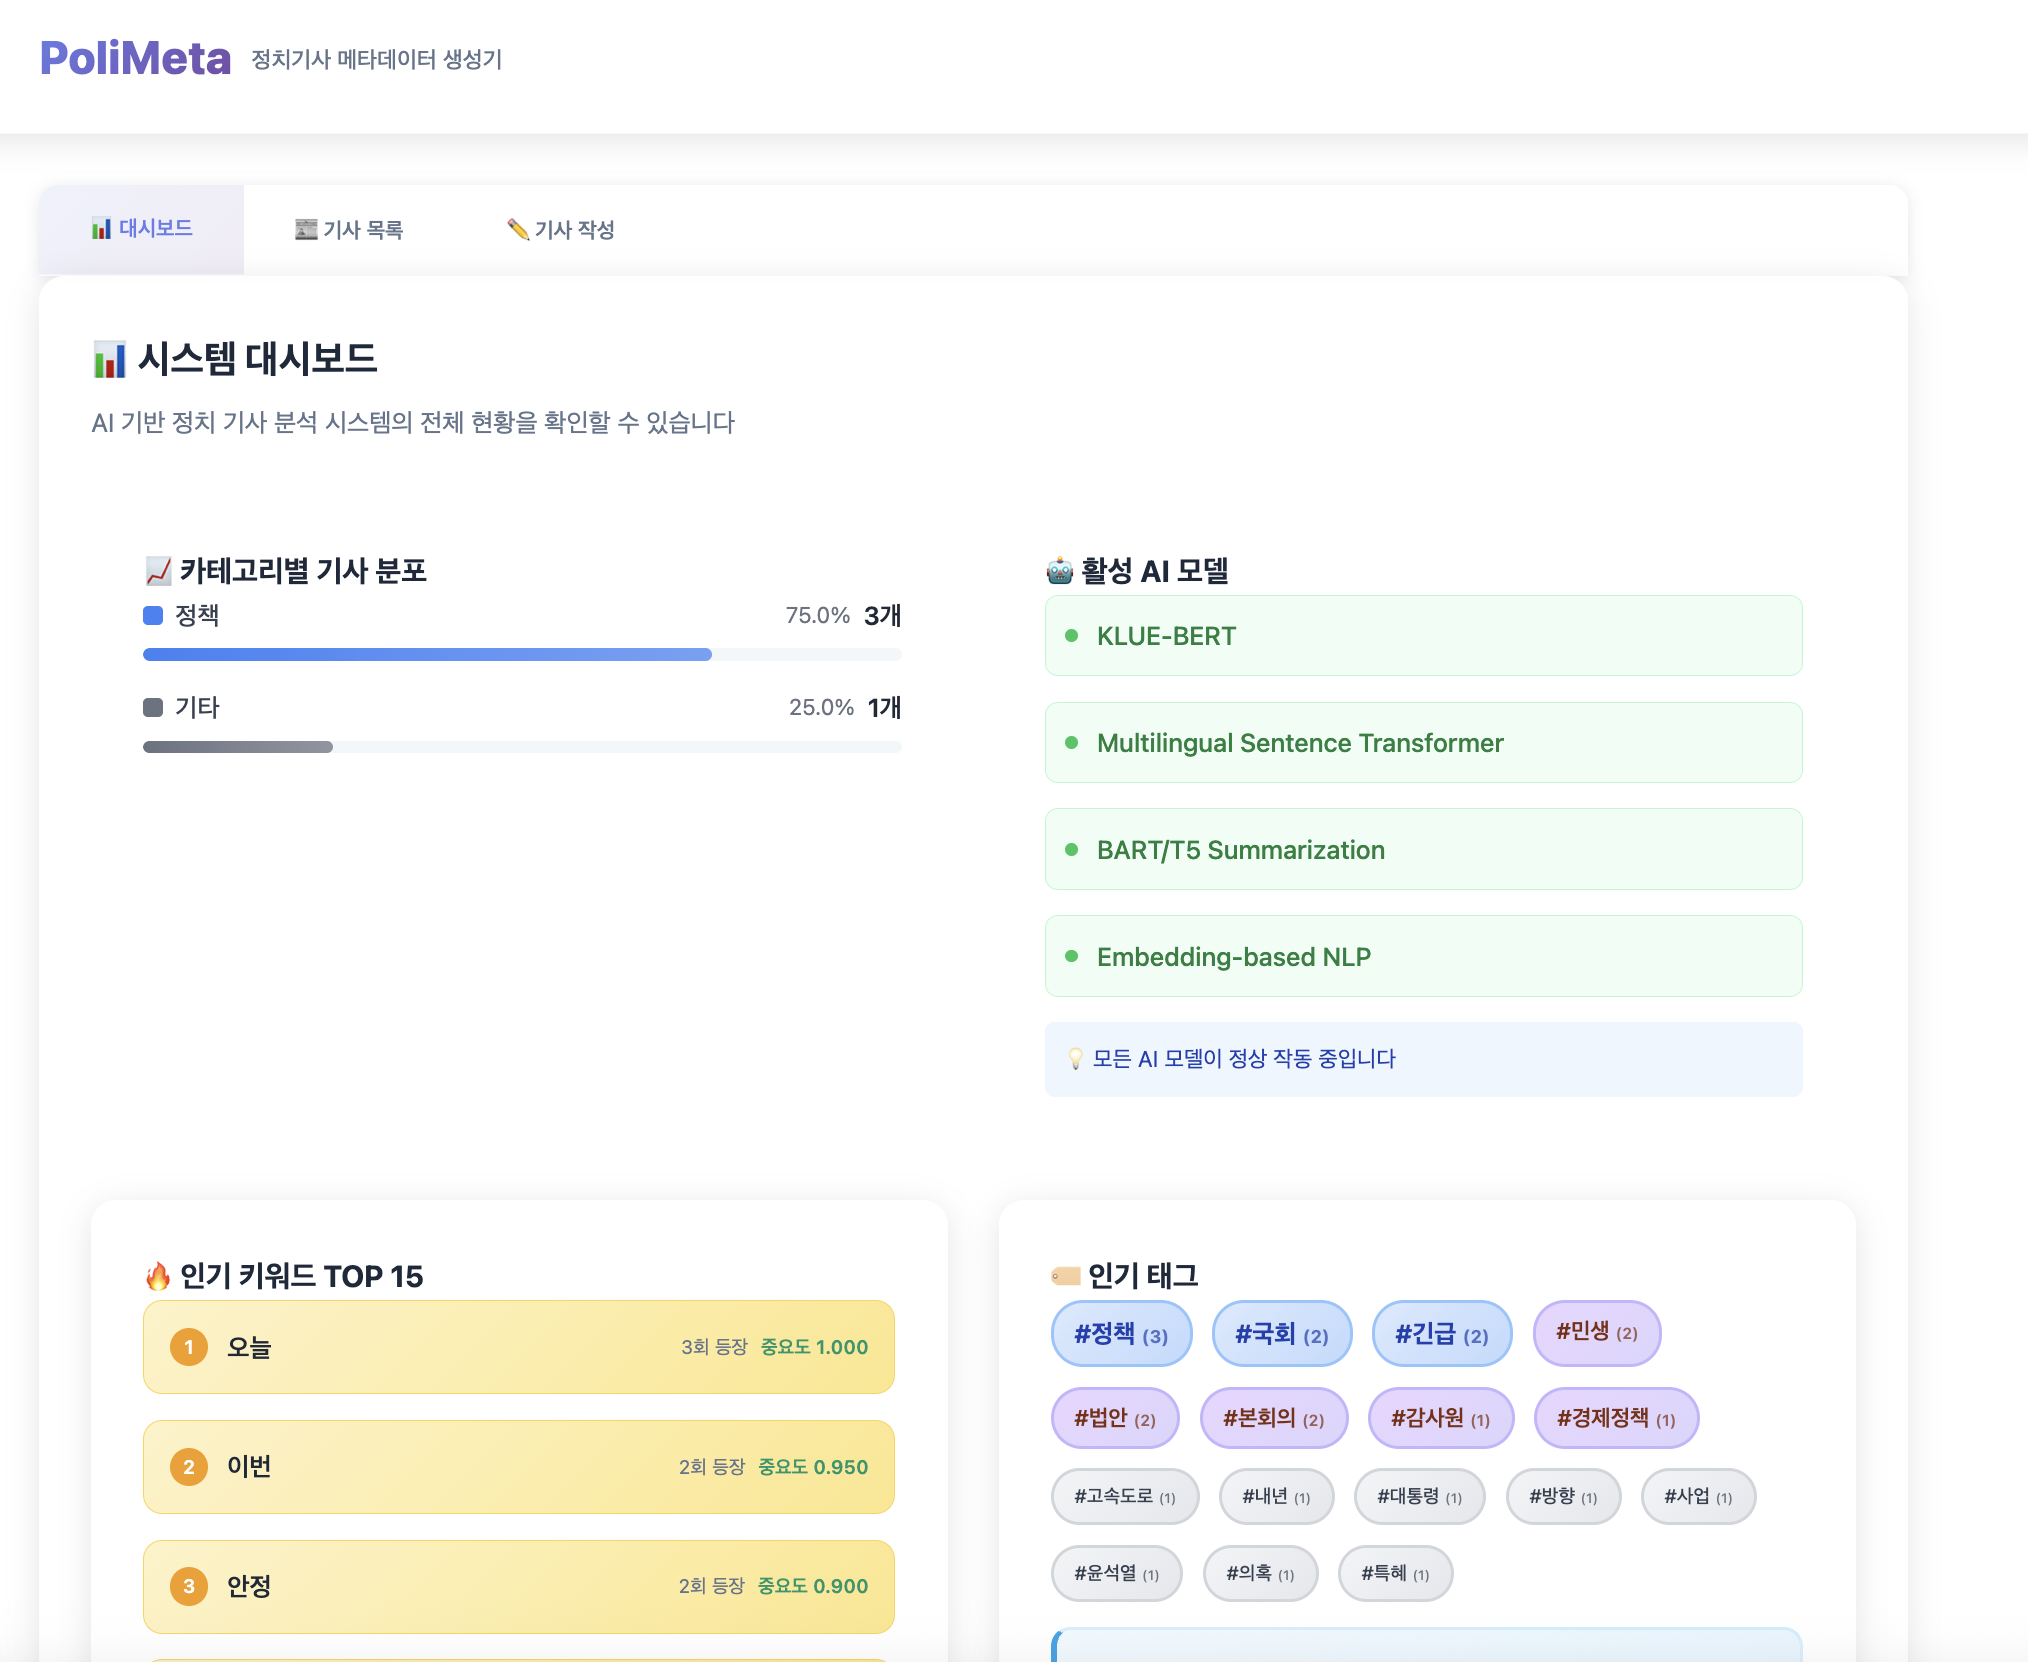 PoliMeta 정치기사 메타데이터 생성기
대시보드
기사 목록
기사 작성
시스템 대시보드
AI 기반 정치 기사 분석 시스템의 전체 현황을 확인할 수 있습니다
카테고리별 기사 분포
정책 75.0% 3개
기타 25.0% 1개
활성 AI 모델
KLUE-BERT
Multilingual Sentence Transformer
BART/T5 Summarization
Embedding-based NLP
모든 AI 모델이 정상 작동 중입니다
인기 키워드 TOP 15
1 오늘 3회 등장 중요도 1.000
2 이번 2회 등장 중요도 0.950
3 안정 2회 등장 중요도 0.900
인기 태그
#정책 (3) #국회 (2) #긴급 (2) #민생 (2)
#법안 (2) #본회의 (2) #감사원 (1) #경제정책 (1)
#고속도로 (1) #내년 (1) #대통령 (1) #방향 (1) #사업 (1)
#윤석열 (1) #의혹 (1) #특혜 (1)